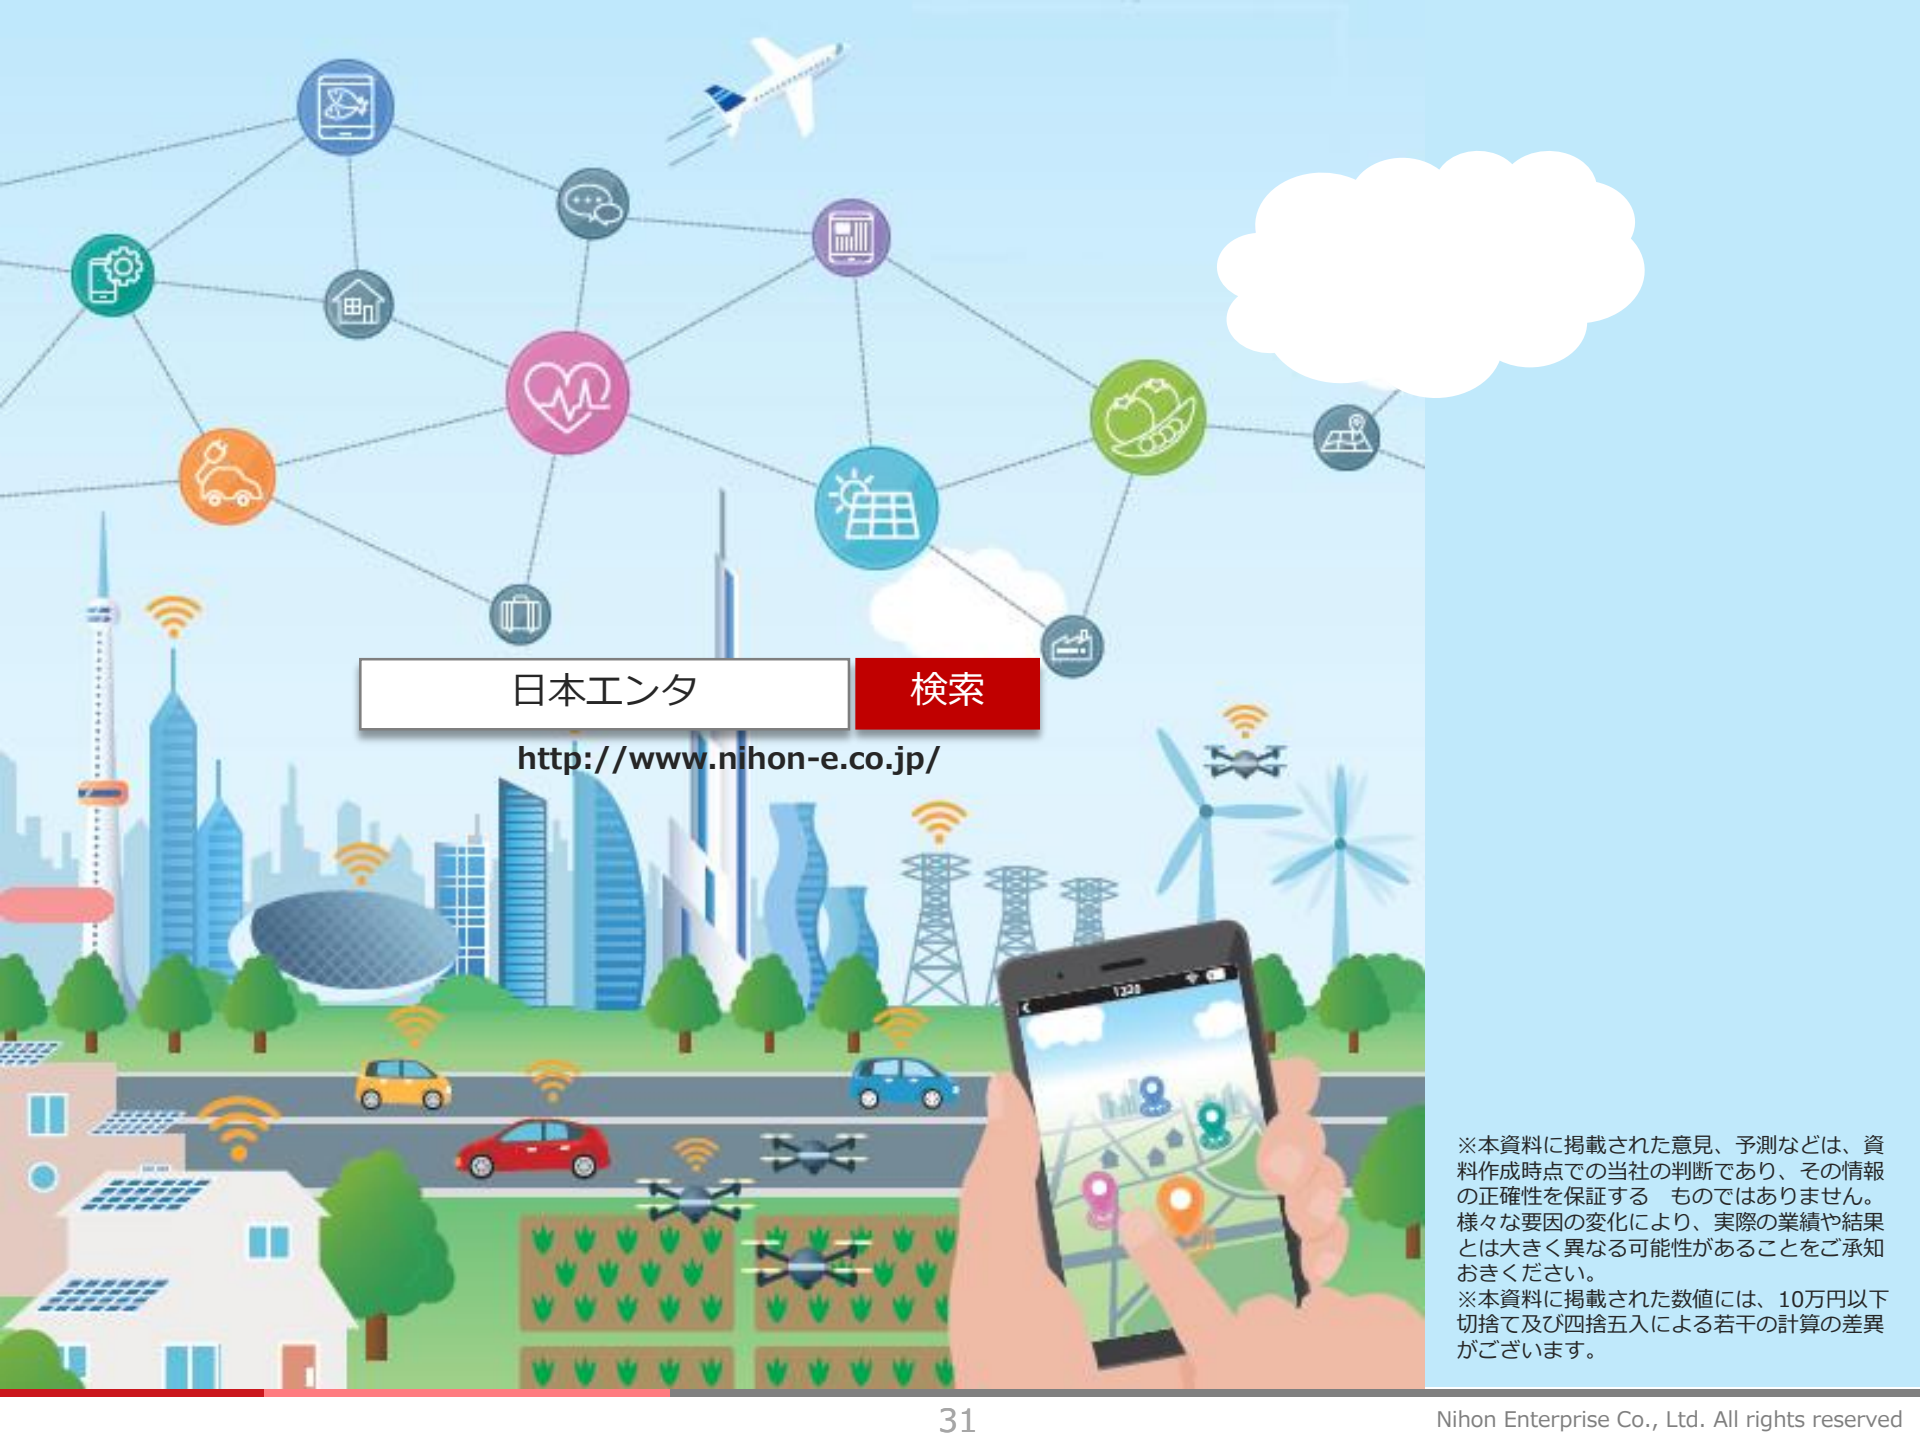 日本エンタ
検索
http://www.nihon-e.co.jp/
※本資料に掲載された意見、予測などは、資
料作成時点での当社の判断であり、その情報
の正確性を保証する　ものではありません。
様々な要因の変化により、実際の業績や結果
とは大きく異なる可能性があることをご承知
おきください。
※本資料に掲載された数値には、10万円以下
切捨て及び四捨五入による若干の計算の差異
がございます。
31
Nihon Enterprise Co., Ltd. All rights reserved